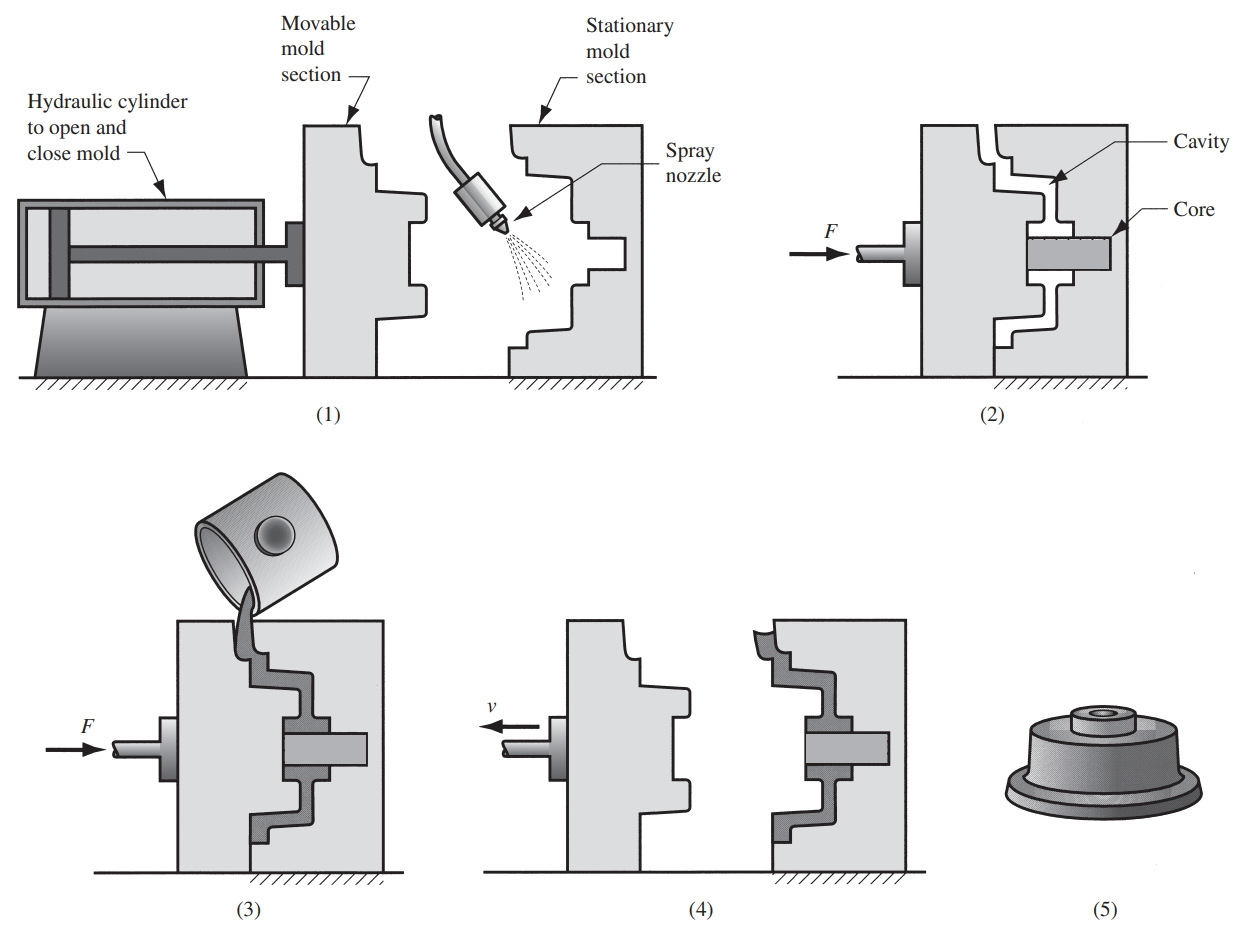 Movable
mold
section
Stationary
mold
section
Hydraulic cylinder
to open and
close mold
Spray
nozzle
(1)
Cavity
Core
F
(2)
F
(3)
v
(4)
(5)